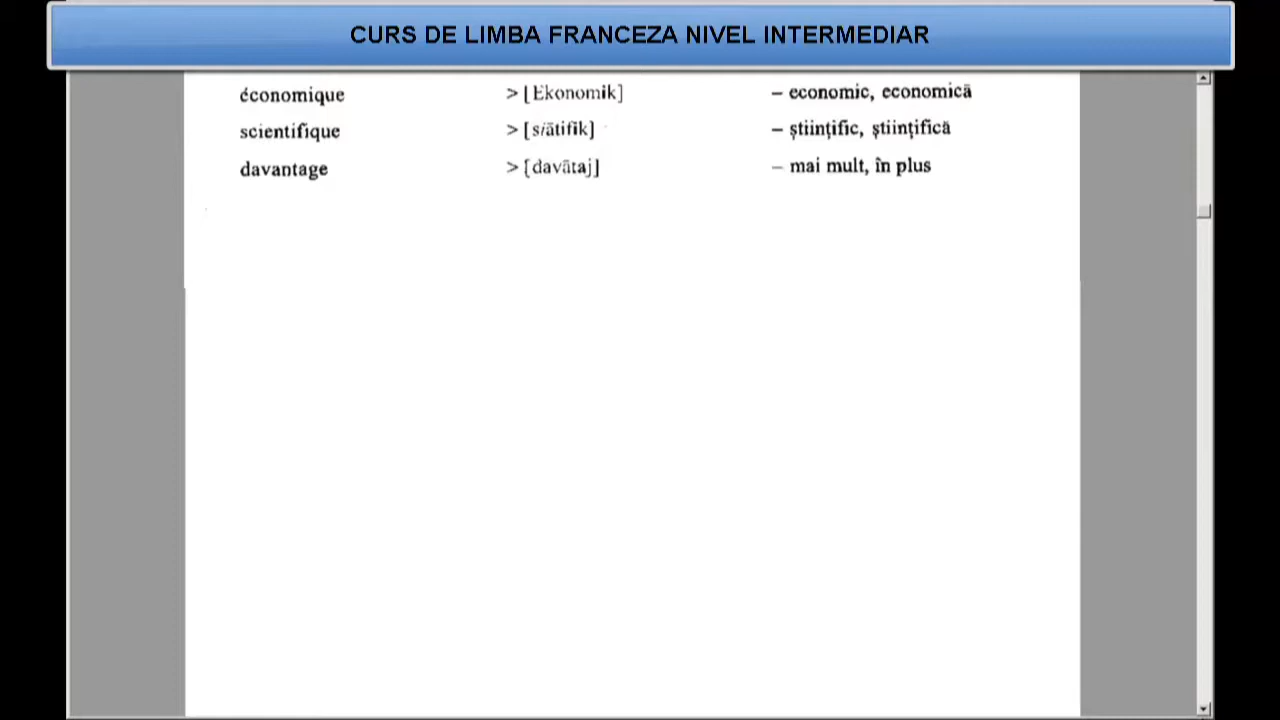 CURS DE LIMBA FRANCEZA NIVEL INTERMEDIAR
économique > [Ekonomik] – economic, economică
scientifique > [siãtifik] – științific, științifică
davantage > [davãtaj] – mai mult, în plus